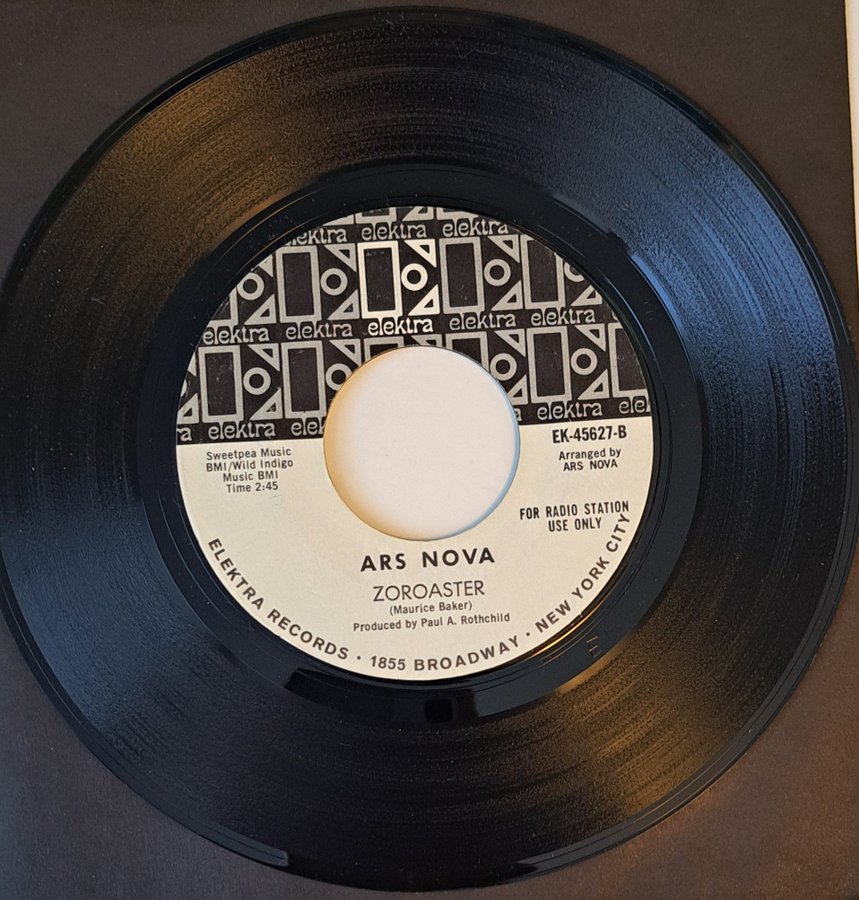 elektra elektra elektra elektra
elektra elektra elektra elektra elektra
elektra elektra elektra
Sweetpea Music
BMI/Wild Indigo
Music BMI
Time 2:45
EK-45627-B
Arranged by
ARS NOVA
FOR RADIO STATION
USE ONLY
ARS NOVA
ZOROASTER
(Maurice Baker)
Produced by Paul A. Rothchild
ELEKTRA RECORDS · 1855 BROADWAY · NEW YORK CITY